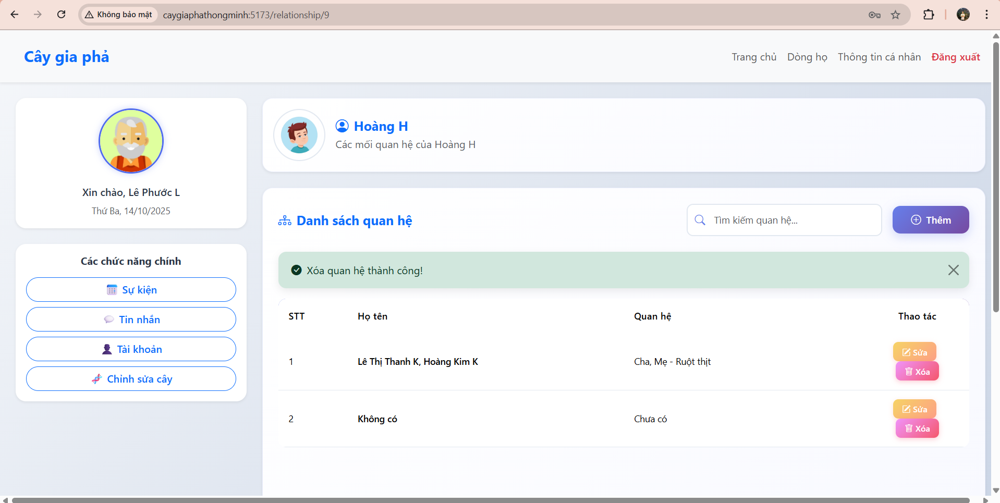 Không bảo mật caygiaphathongminh:5173/relationship/9
Cây gia phả
Trang chủ Dòng họ Thông tin cá nhân Đăng xuất
Xin chào, Lê Phước L
Thứ Ba, 14/10/2025
Các chức năng chính
Sự kiện
Tin nhắn
Tài khoản
Chỉnh sửa cây
Hoàng H
Các mối quan hệ của Hoàng H
Danh sách quan hệ
Tìm kiếm quan hệ...
Thêm
Xóa quan hệ thành công!
STT Họ tên Quan hệ Thao tác
1 Lê Thị Thanh K, Hoàng Kim K Cha, Mẹ - Ruột thịt
Sửa
Xóa
2 Không có Chưa có
Sửa
Xóa